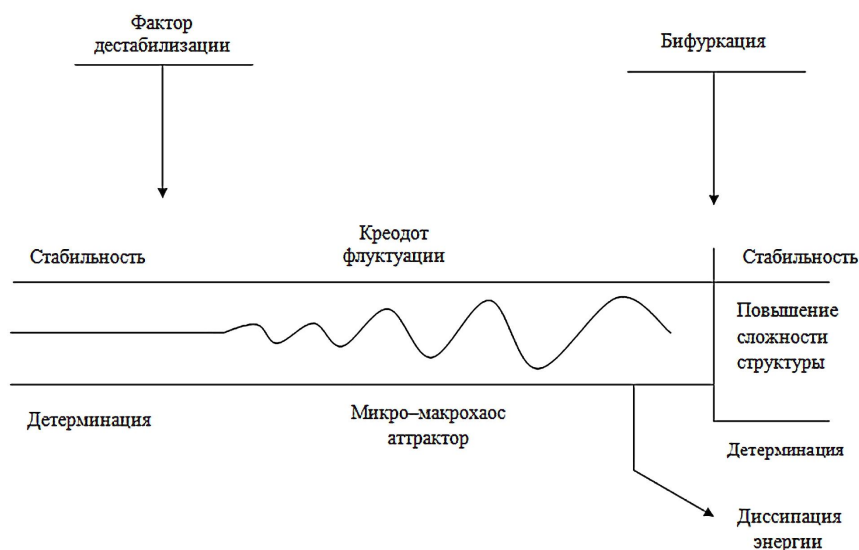 Фактор
дестабилизации
Бифуркация
Стабильность
Креодот
флуктуации
Стабильность
Повышение
сложности
структуры
Детерминация
Микро–макрохаос
аттрактор
Детерминация
Диссипация
энергии